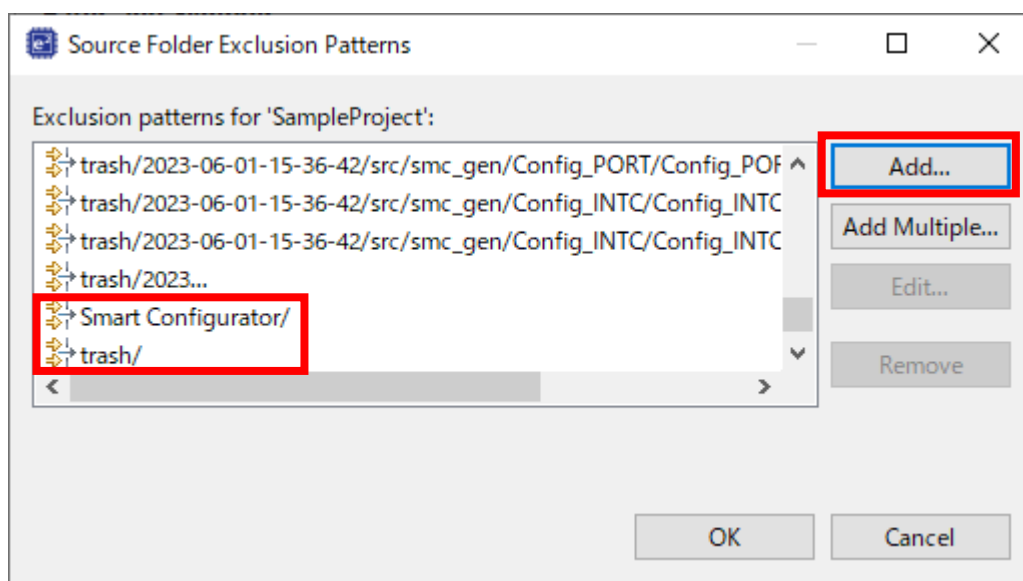 Source Folder Exclusion Patterns
Exclusion patterns for 'SampleProject':
trash/2023-06-01-15-36-42/src/smc_gen/Config_PORT/Config_POF
trash/2023-06-01-15-36-42/src/smc_gen/Config_INTC/Config_INTC
trash/2023-06-01-15-36-42/src/smc_gen/Config_INTC/Config_INTC
trash/2023...
Smart Configurator/
trash/
Add...
Add Multiple...
Edit...
Remove
OK
Cancel